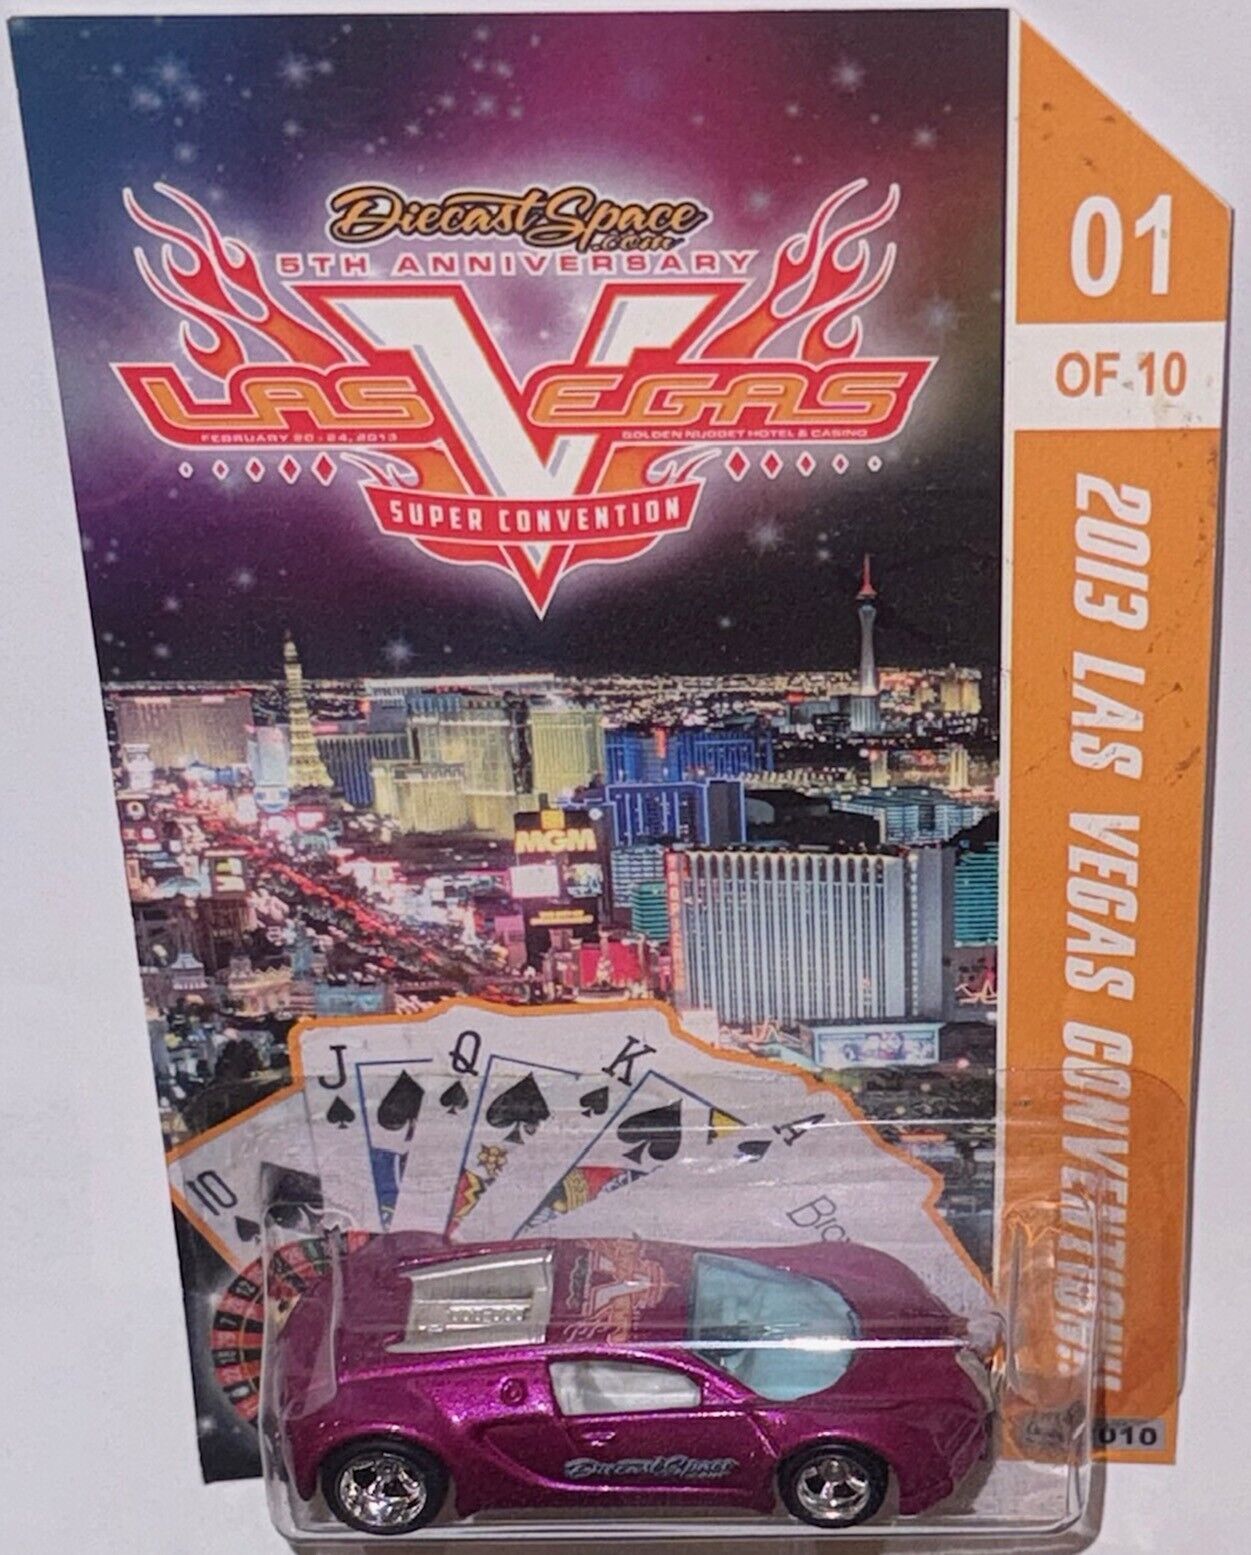 DiecastSpace
.com
5TH ANNIVERSARY
V
LAS VEGAS
FEBRUARY 20-24, 2013
GOLDEN NUGGET HOTEL & CASINO
SUPER CONVENTION
01
OF 10
2013 LAS VEGAS CONVENTION
MGM
10
J
Q
K
A
V
DiecastSpace
010